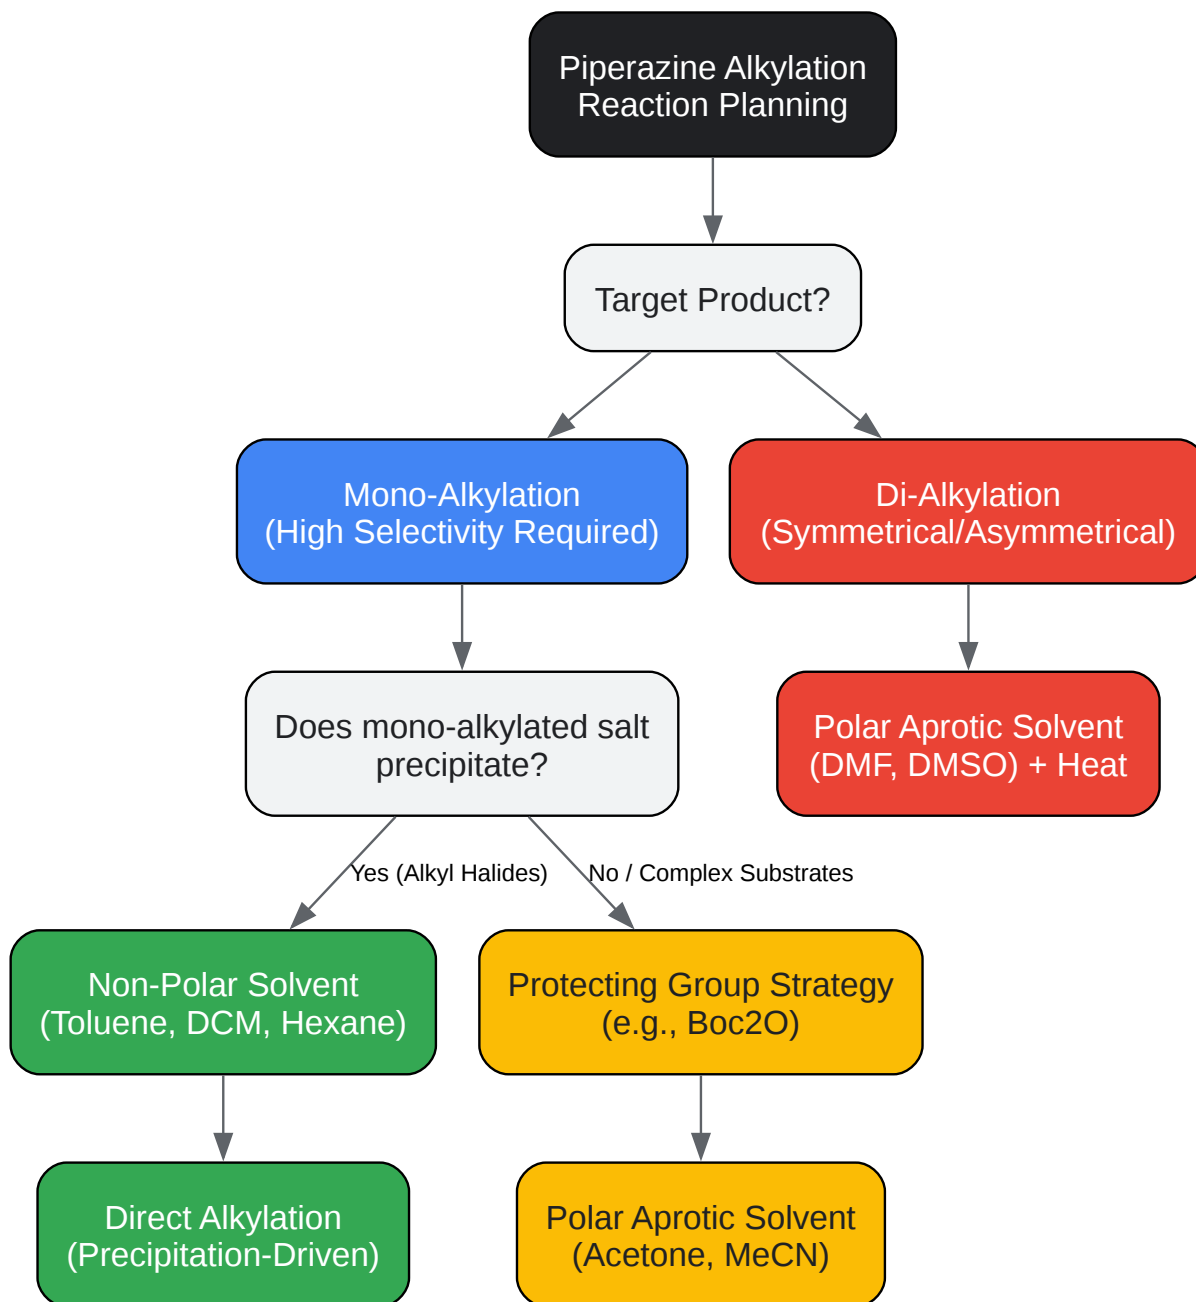 Piperazine Alkylation
Reaction Planning
Target Product?
Mono-Alkylation
(High Selectivity Required)
Di-Alkylation
(Symmetrical/Asymmetrical)
Does mono-alkylated salt
precipitate?
Polar Aprotic Solvent
(DMF, DMSO) + Heat
Yes (Alkyl Halides)
No / Complex Substrates
Non-Polar Solvent
(Toluene, DCM, Hexane)
Protecting Group Strategy
(e.g., Boc2O)
Direct Alkylation
(Precipitation-Driven)
Polar Aprotic Solvent
(Acetone, MeCN)